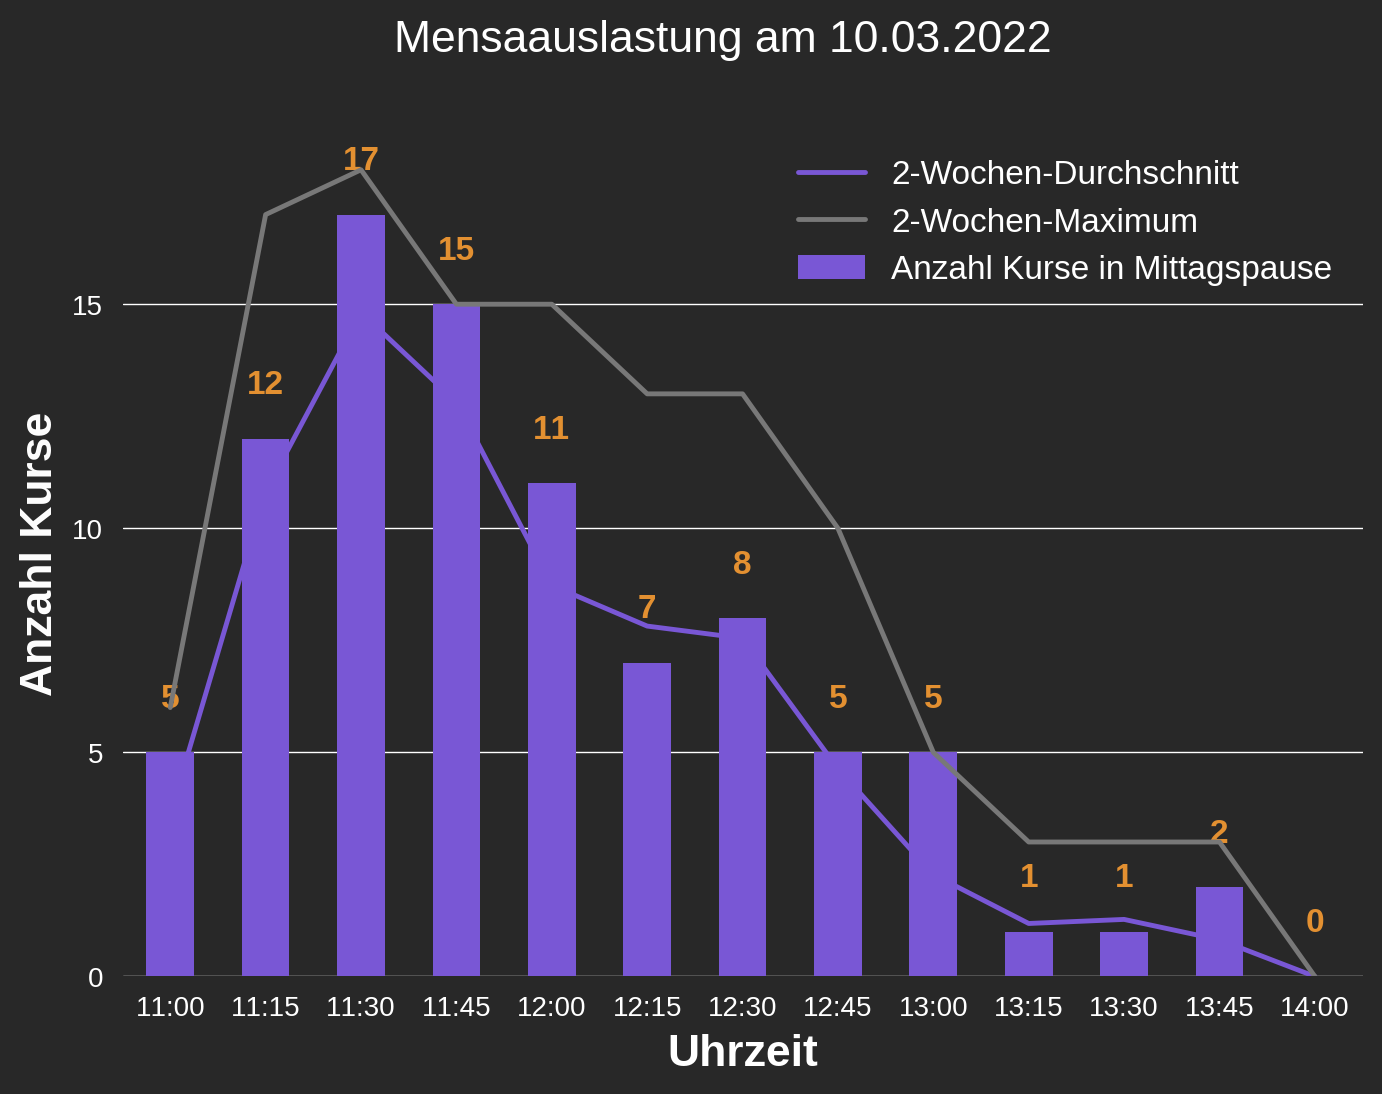 Mensaauslastung am 10.03.2022
2-Wochen-Durchschnitt
2-Wochen-Maximum
Anzahl Kurse in Mittagspause
Anzahl Kurse
15
10
5
0
5
12
17
15
11
7
8
5
5
1
1
2
0
11:00 11:15 11:30 11:45 12:00 12:15 12:30 12:45 13:00 13:15 13:30 13:45 14:00
Uhrzeit